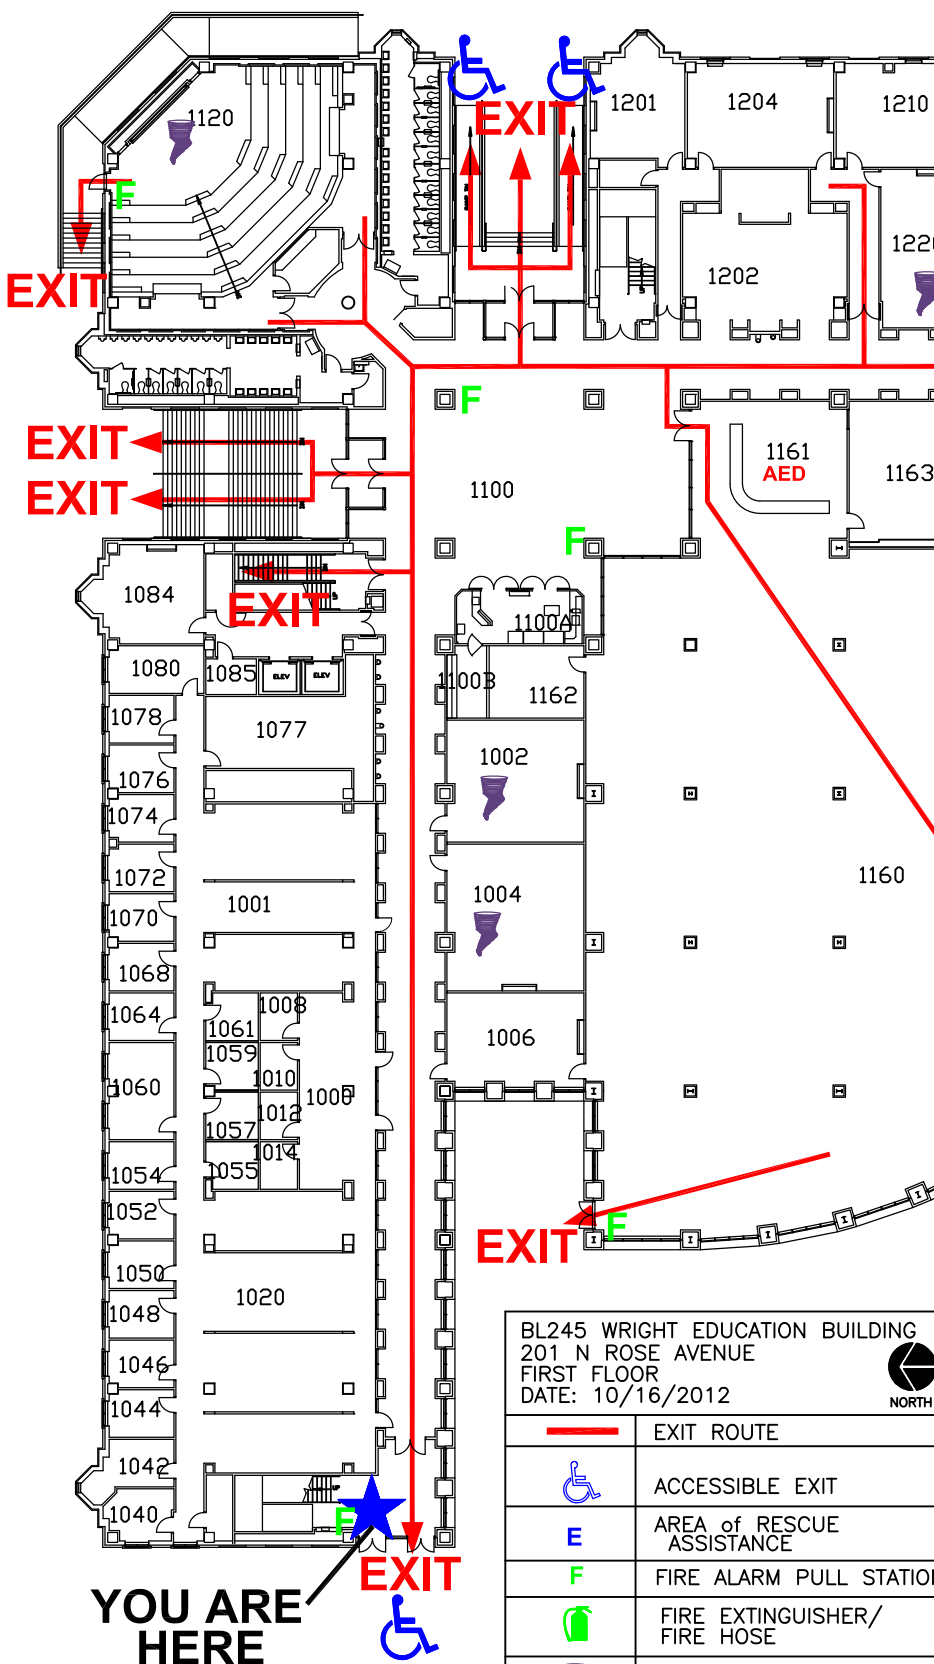 1120
EXIT
1201
1204
1210
F
1202
1220
EXIT
F
EXIT
EXIT
1161
AED
1163
1100
F
EXIT
1084
1100A
1080
1085
ELEV
ELEV
1100B
1162
1078
1077
1002
1076
1074
1072
1160
1070
1001
1004
1068
1064
1061
1008
1059
1006
1060
1010
1000
1012
1057
1014
1054
1055
1052
F
EXIT
1050
1048
1020
1046
1044
1042
1040
UP
F
EXIT
YOU ARE
HERE
BL245 WRIGHT EDUCATION BUILDING
201 N ROSE AVENUE
FIRST FLOOR
DATE: 10/16/2012
NORTH
EXIT ROUTE
ACCESSIBLE EXIT
E AREA of RESCUE
ASSISTANCE
F FIRE ALARM PULL STATION
FIRE EXTINGUISHER/
FIRE HOSE